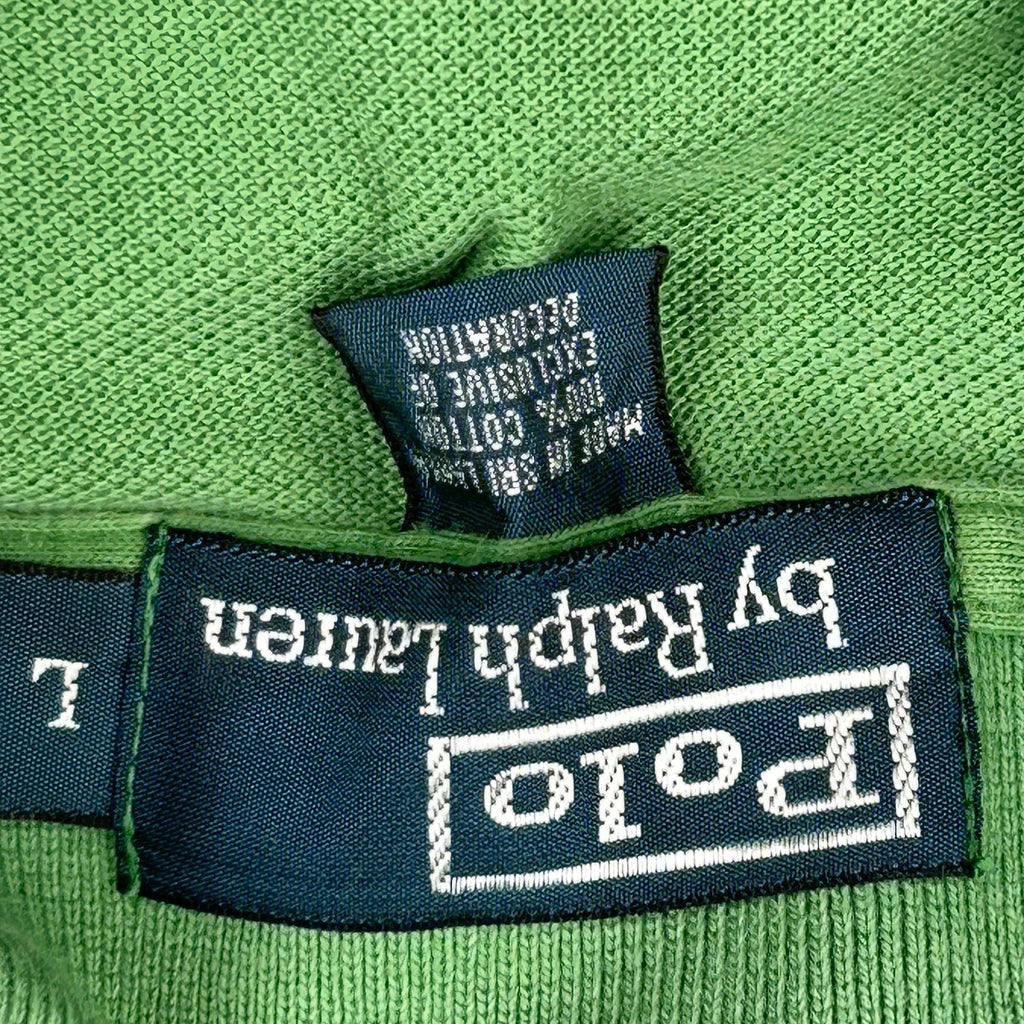 Polo
by Ralph Lauren
L
MADE IN SRI LANKA
100% COTTON
EXCLUSIVE OF
DECORATION